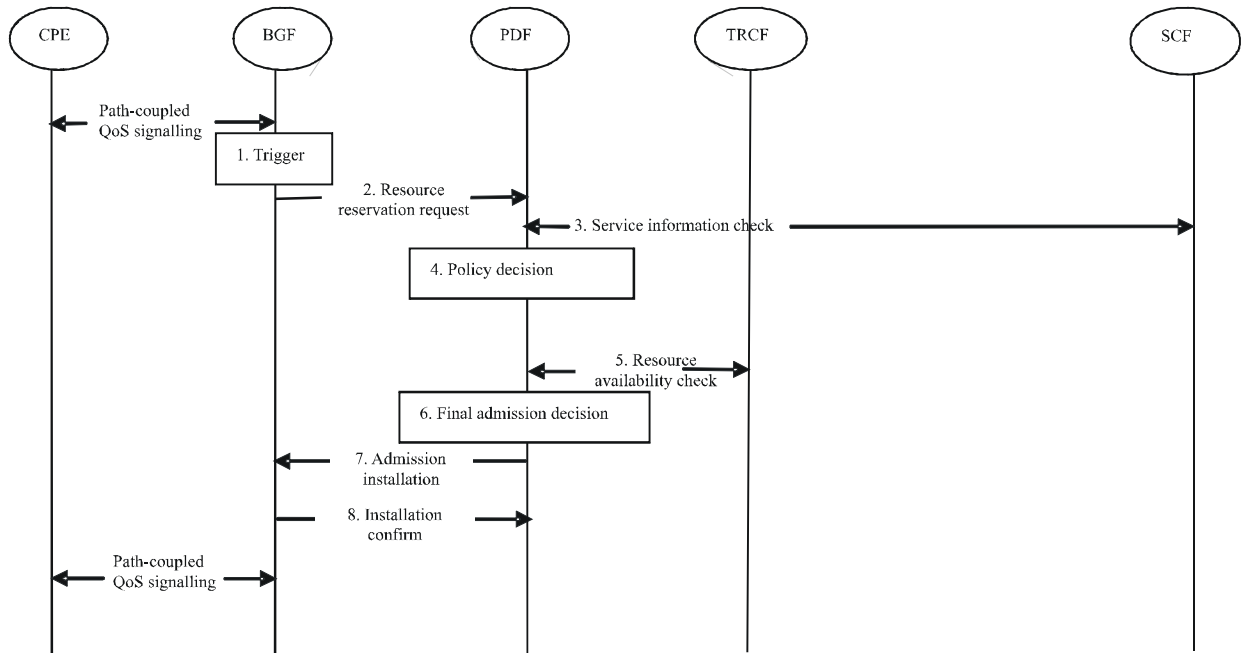 CPE
BGF
PDF
TRCF
SCF
Path-coupled
QoS signalling
1. Trigger
2. Resource
reservation request
3. Service information check
4. Policy decision
5. Resource
availability check
6. Final admission decision
7. Admission
installation
8. Installation
confirm
Path-coupled
QoS signalling